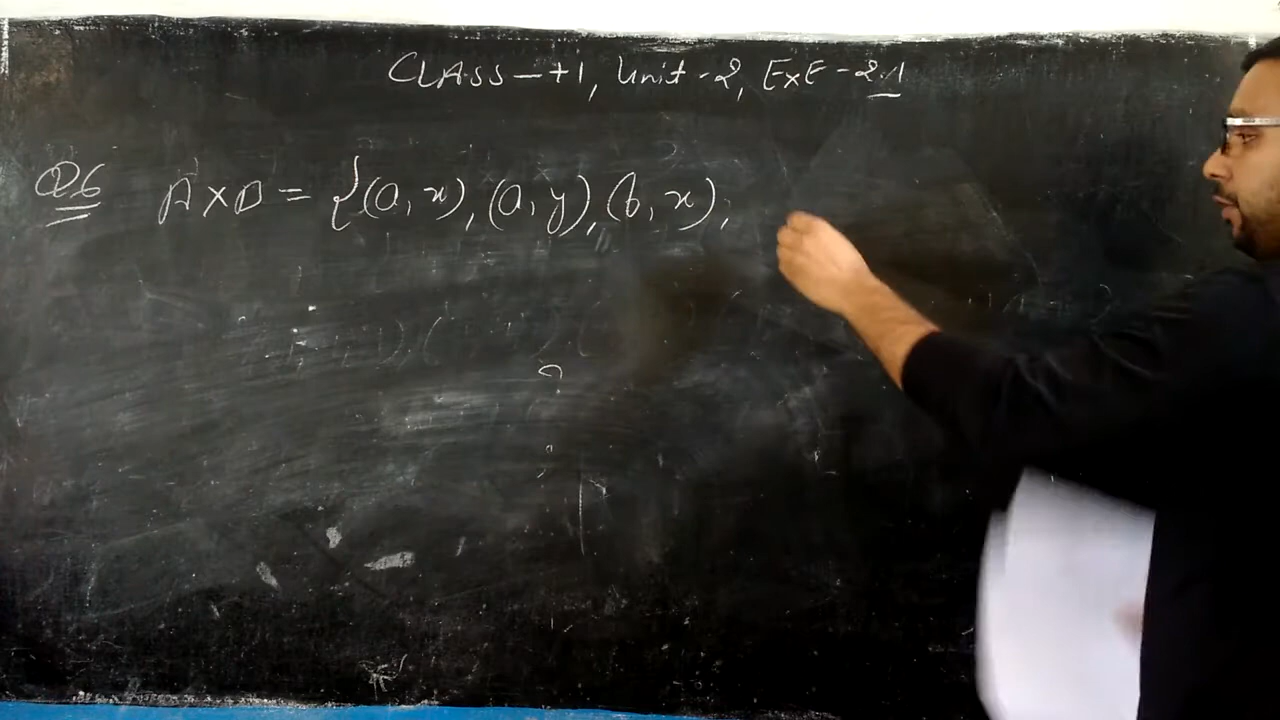 CLASS - +1, Unit - 2, EXE - 2.1
Q6 A × B = {(a, x), (a, y), (b, x),